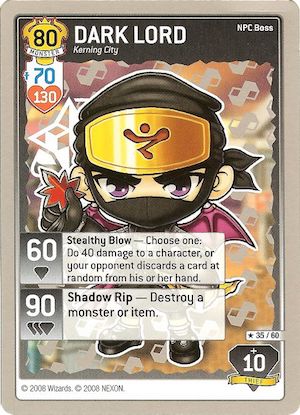 80
MONSTER
DARK LORD
Kerning City
NPC Boss
70
130
60
Stealthy Blow — Choose one:
Do 40 damage to a character, or
your opponent discards a card at
random from his or her hand.
90
Shadow Rip — Destroy a
monster or item.
★ 35 / 60
+
10
THIEF
© 2008 Wizards. © 2008 NEXON.